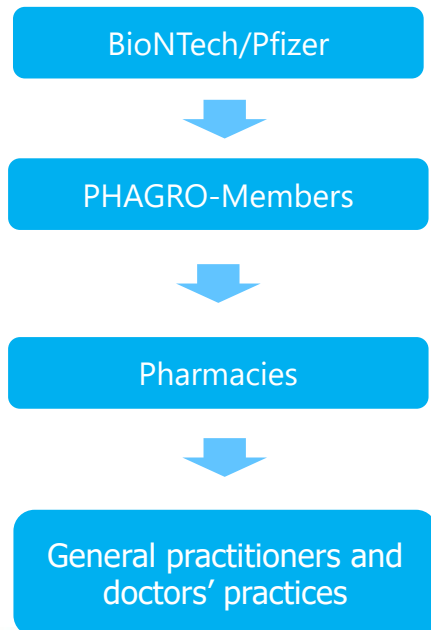 BioNTech/Pfizer
PHAGRO-Members
Pharmacies
General practitioners and
doctors’ practices